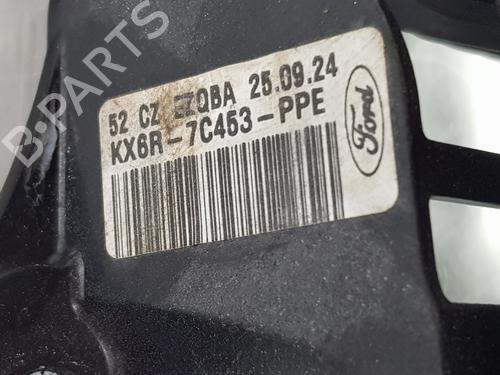 52 CZ EZQBA 25.09.24
KX6R-7C453-PPE
Ford
B-PARTS